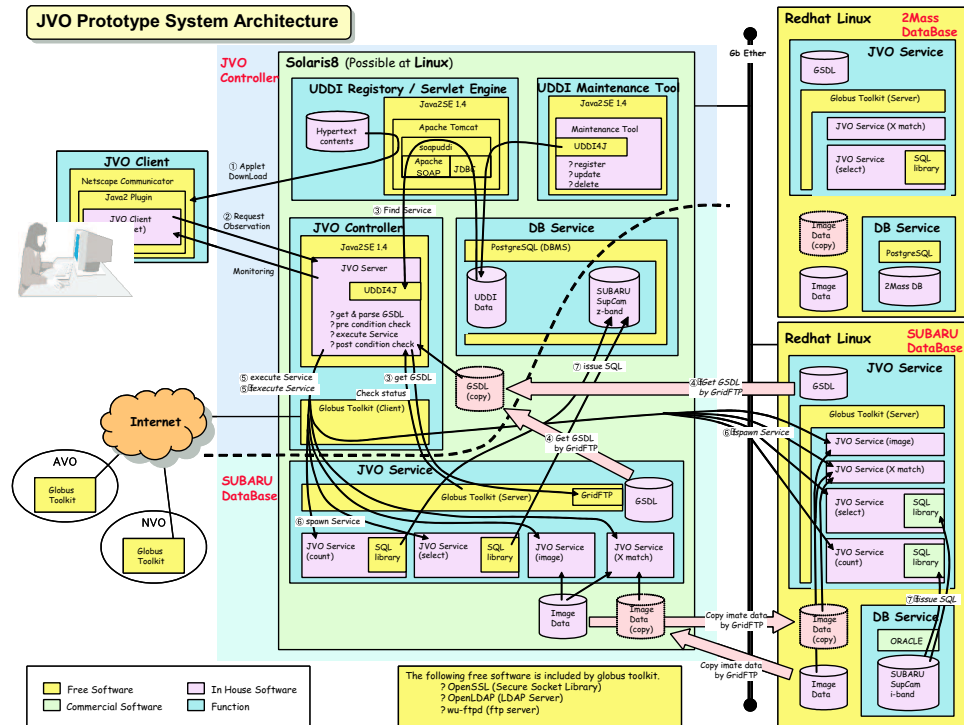 JVO Prototype System Architecture
JVO
Controller
Solaris8 (Possible at Linux)
UDDI Registory / Servlet Engine
Java2SE 1.4
Apache Tomcat
soapuddi
Apache
SOAP
JDBC
Hypertext
contents
UDDI Maintenance Tool
Java2SE 1.4
Maintenance Tool
UDDI4J
? register
? update
? delete
Gb Ether
Redhat Linux
2Mass
DataBase
JVO Service
GSDL
Globus Toolkit (Server)
JVO Service (X match)
JVO Service
(select)
SQL
library
Image
Data
(copy)
Image
Data
DB Service
PostgreSQL
2Mass DB
JVO Client
Netscape Communicator
Java2 Plugin
JVO Client
et)
① Applet
DownLoad
② Request
Observation
Monitoring
③ Find Service
JVO Controller
Java2SE 1.4
JVO Server
UDDI4J
? get & parse GSDL
? pre condition check
? execute Service
? post condition check
Globus Toolkit (Client)
DB Service
PostgreSQL (DBMS)
UDDI
Data
SUBARU
SupCam
z-band
⑦ issue SQL
⑤ execute Service
execute Service
③ get GSDL
Check status
GSDL
(copy)
Get GSDL
by GridFTP
④ Get GSDL
by GridFTP
Internet
AVO
Globus
Toolkit
NVO
Globus
Toolkit
SUBARU
DataBase
JVO Service
Globus Toolkit (Server)
GridFTP
GSDL
⑥ spawn Service
JVO Service
(count)
SQL
library
JVO Service
(select)
SQL
library
JVO Service
(image)
JVO Service
(X match)
Image
Data
Image
Data
(copy)
Copy imate data
by GridFTP
Copy imate data
by GridFTP
Redhat Linux
SUBARU
DataBase
JVO Service
GSDL
Globus Toolkit (Server)
spawn Service
JVO Service (image)
JVO Service (X match)
JVO Service
(select)
SQL
library
JVO Service
(count)
SQL
library
issue SQL
Image
Data
(copy)
Image
Data
DB Service
ORACLE
SUBARU
SupCam
i-band
Free Software
In House Software
Commercial Software
Function
The following free software is included by globus toolkit.
? OpenSSL (Secure Socket Library)
? OpenLDAP (LDAP Server)
? wu-ftpd (ftp server)